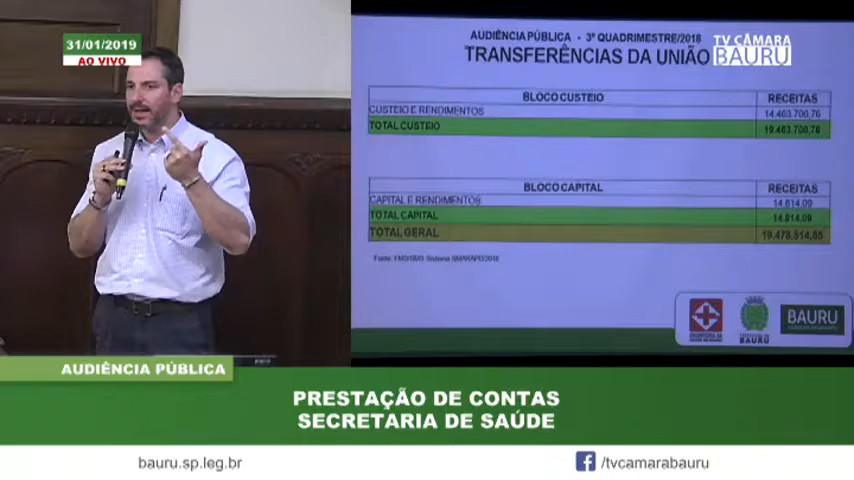 31/01/2019
AO VIVO
AUDIÊNCIA PÚBLICA - 3º QUADRIMESTRE/2018
TV CÂMARA
BAURU
TRANSFERÊNCIAS DA UNIÃO
BLOCO CUSTEIO RECEITAS
CUSTEIO E RENDIMENTOS 14.463.700,76
TOTAL CUSTEIO 19.463.700,76
BLOCO CAPITAL RECEITAS
CAPITAL E RENDIMENTOS 14.814,09
TOTAL CAPITAL 14.814,09
TOTAL GERAL 19.478.514,85
BAURU
BAURU
AUDIÊNCIA PÚBLICA
PRESTAÇÃO DE CONTAS
SECRETARIA DE SAÚDE
bauru.sp.leg.br
/tvcamarabauru